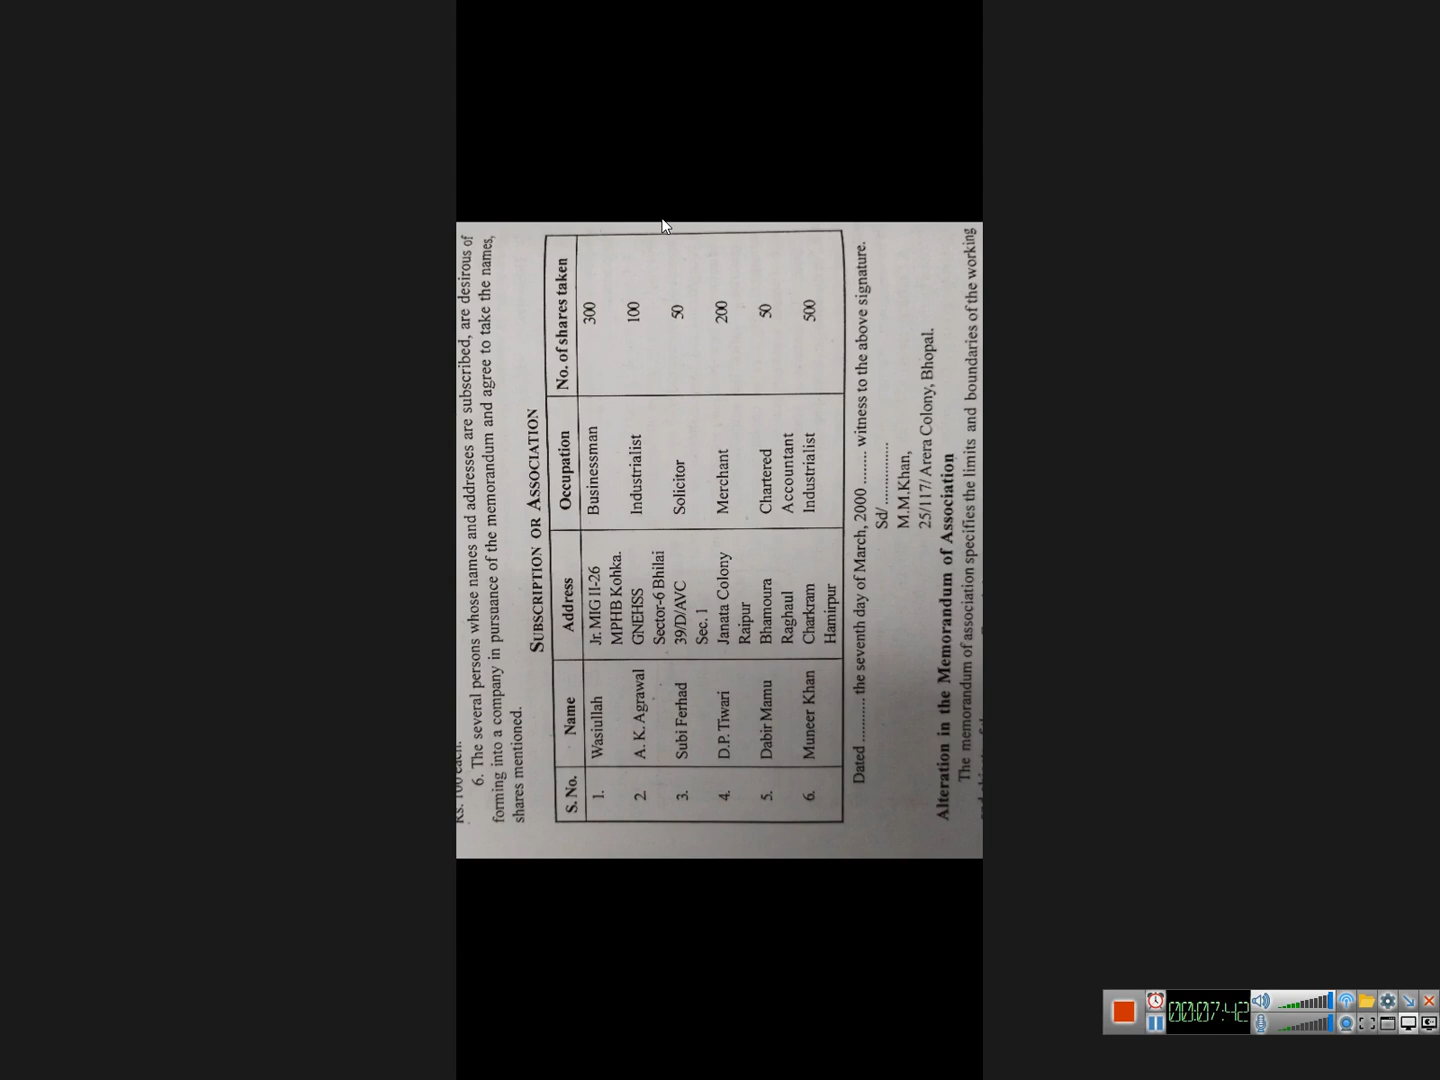 Rs. 100 each.
6. The several persons whose names and addresses are subscribed, are desirous of
forming into a company in pursuance of the memorandum and agree to take the names,
shares mentioned.
SUBSCRIPTION OR ASSOCIATION
S. No. Name Address Occupation No. of shares taken
1. Wasiullah Jr. MIG II-26 Businessman 300
MPHB Kohka.
2. A. K. Agrawal GNEHSS Industrialist 100
Sector-6 Bhilai
3. Subi Ferhad 39/D/AVC Solicitor 50
Sec. 1
4. D.P. Tiwari Janata Colony Merchant 200
Raipur
5. Dabir Mamu Bhamoura Chartered 50
Raghaul Accountant
6. Muneer Khan Charkram Industrialist 500
Hamirpur
Dated ........... the seventh day of March, 2000 ........ witness to the above signature.
Sd/ ................
M.M.Khan,
25/117/ Arera Colony, Bhopal.
Alteration in the Memorandum of Association
The memorandum of association specifies the limits and boundaries of the working
00:07:42